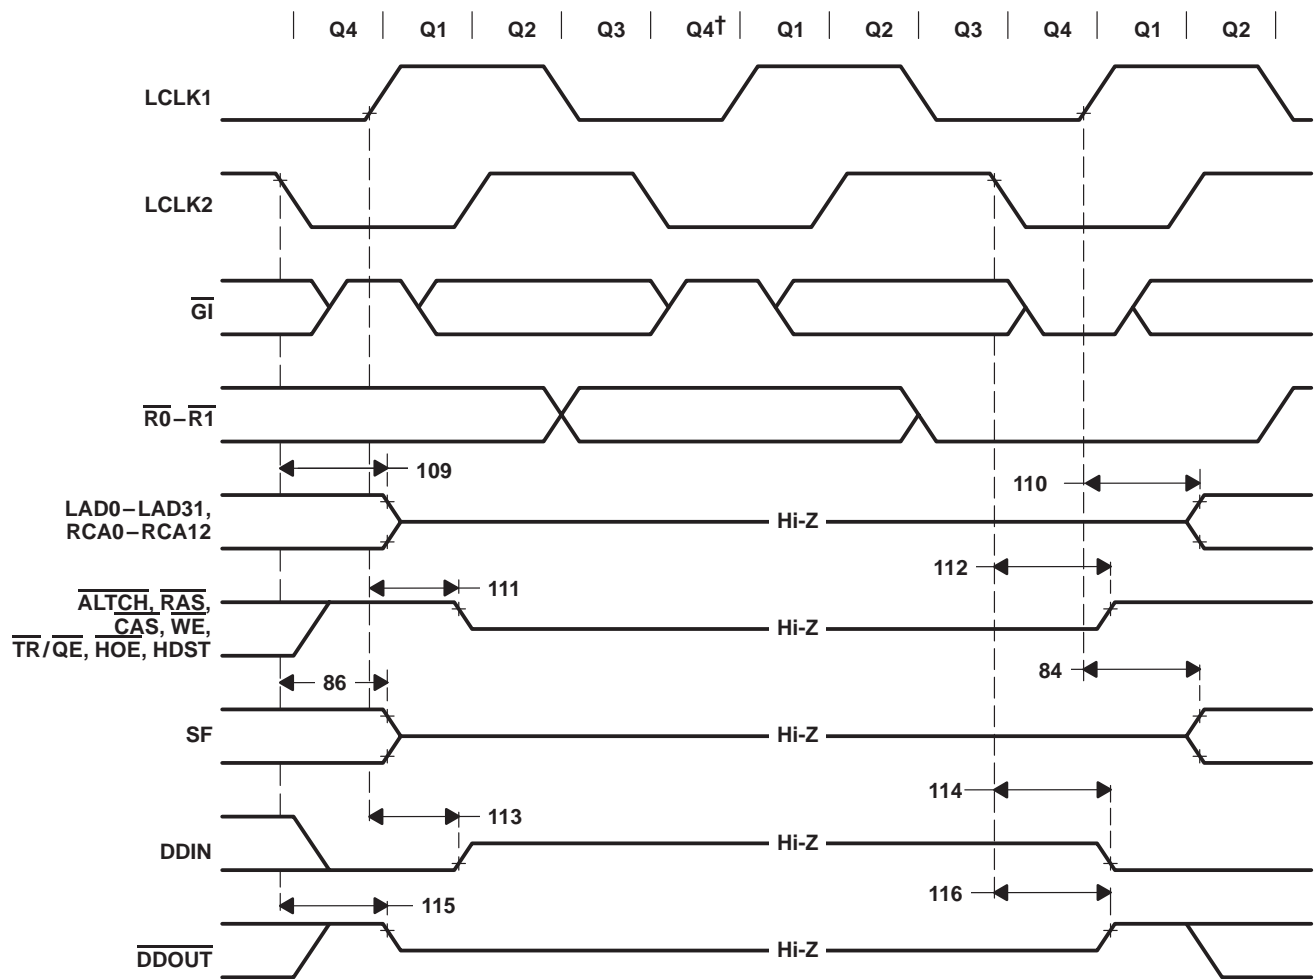 Q4 Q1 Q2 Q3 Q4† Q1 Q2 Q3 Q4 Q1 Q2
LCLK1
LCLK2
GI
R0–R1
109
LAD0–LAD31,
RCA0–RCA12
Hi-Z
110
111
112
ALTCH, RAS,
CAS, WE,
TR/QE, HOE, HDST
Hi-Z
86
84
SF
Hi-Z
113
114
DDIN
Hi-Z
115
116
DDOUT
Hi-Z